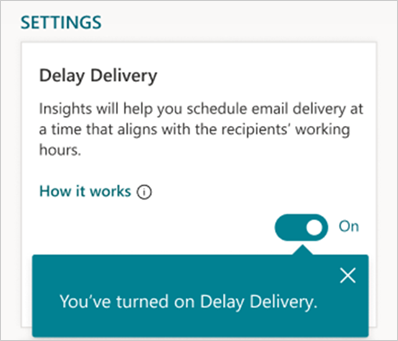 SETTINGS
Delay Delivery
Insights will help you schedule email delivery at
a time that aligns with the recipients' working
hours.
How it works
On
You've turned on Delay Delivery.